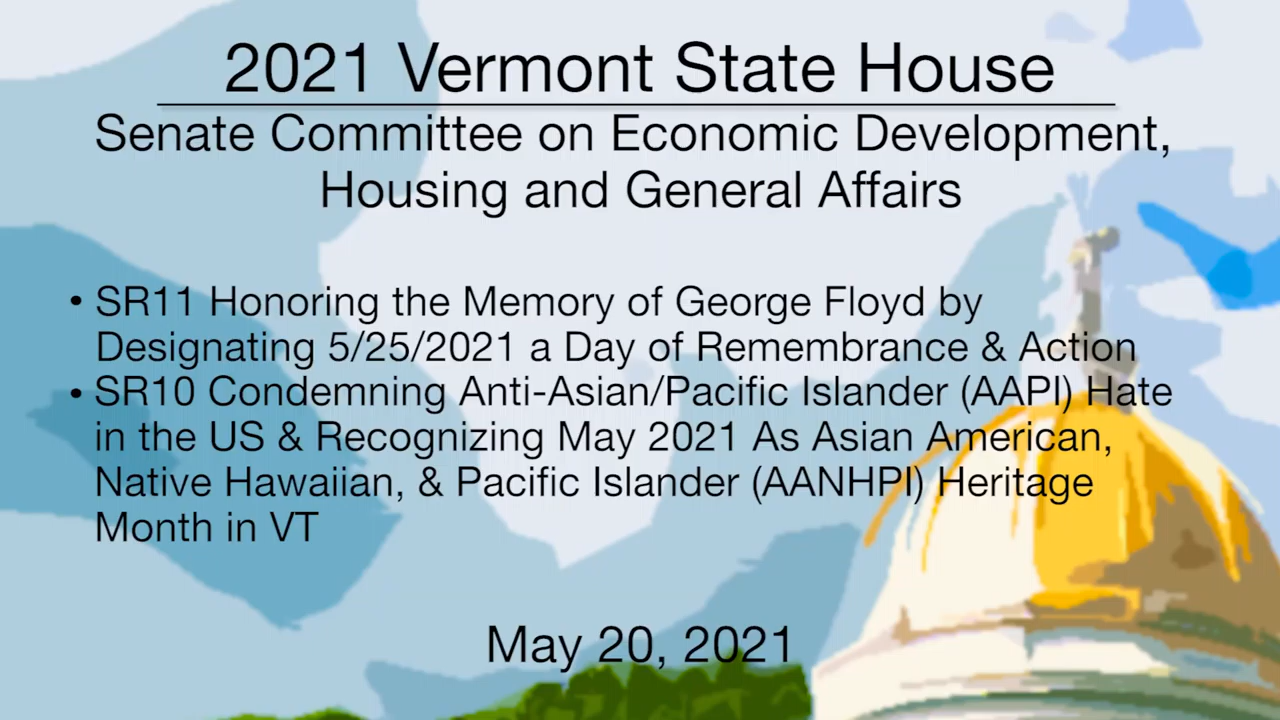 2021 Vermont State House
Senate Committee on Economic Development,
Housing and General Affairs
• SR11 Honoring the Memory of George Floyd by
Designating 5/25/2021 a Day of Remembrance & Action
• SR10 Condemning Anti-Asian/Pacific Islander (AAPI) Hate
in the US & Recognizing May 2021 As Asian American,
Native Hawaiian, & Pacific Islander (AANHPI) Heritage
Month in VT
May 20, 2021